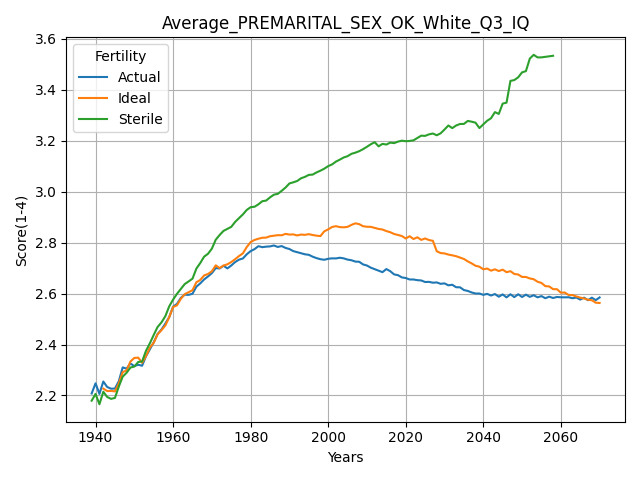 Average_PREMARITAL_SEX_OK_White_Q3_IQ
3.6
3.4
3.2
3.0
2.8
2.6
2.4
2.2
Score(1-4)
Fertility
Actual
Ideal
Sterile
1940 1960 1980 2000 2020 2040 2060
Years